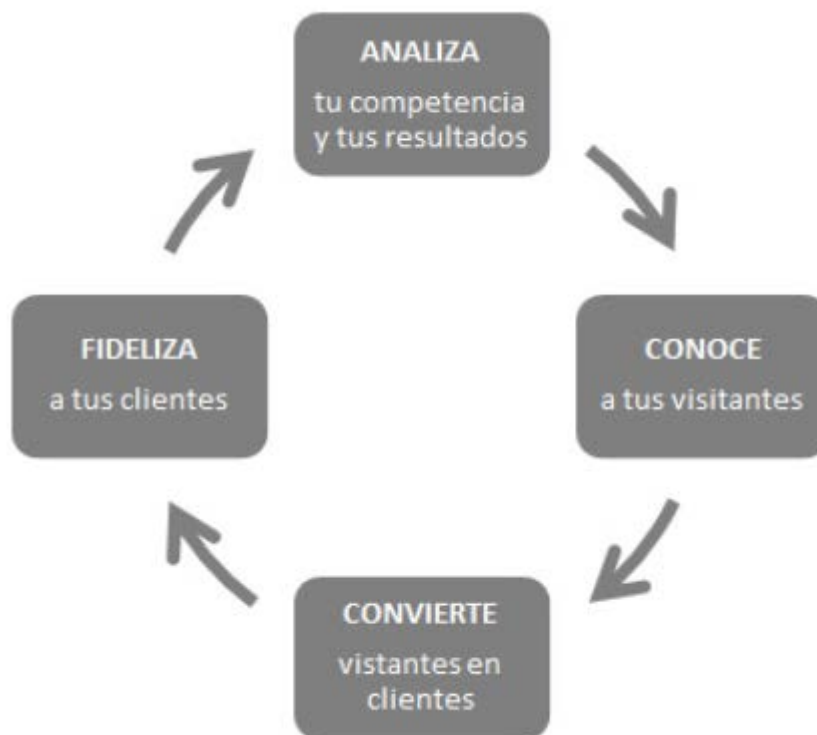 ANALIZA
tu competencia
y tus resultados
FIDELIZA
a tus clientes
CONOCE
a tus visitantes
CONVIERTE
vistantes en
clientes